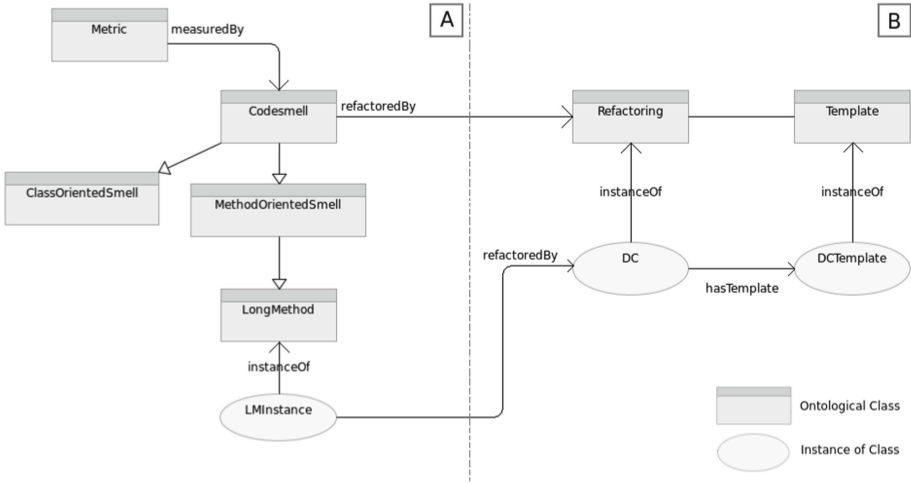 A
B
Metric
measuredBy
Codesmell
refactoredBy
Refactoring
Template
ClassOrientedSmell
MethodOrientedSmell
instanceOf
instanceOf
refactoredBy
DC
DCTemplate
hasTemplate
LongMethod
instanceOf
LMInstance
Ontological Class
Instance of Class